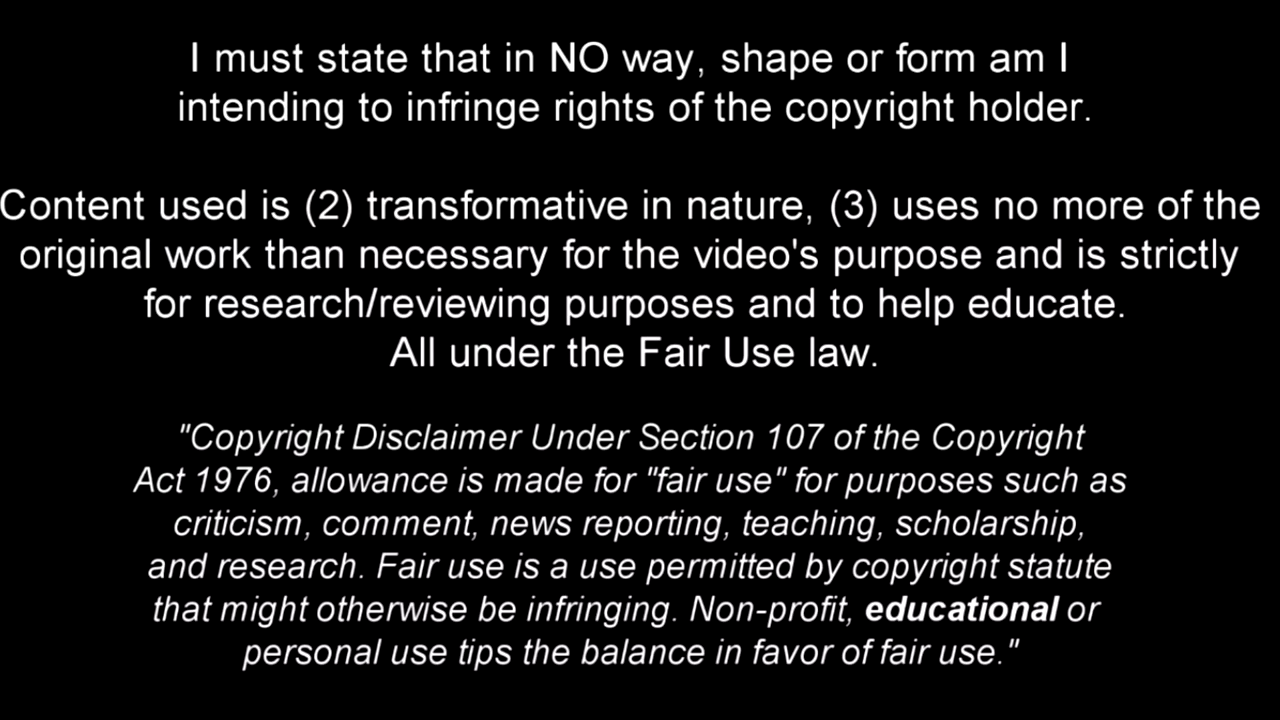 I must state that in NO way, shape or form am I
intending to infringe rights of the copyright holder.
Content used is (2) transformative in nature, (3) uses no more of the
original work than necessary for the video's purpose and is strictly
for research/reviewing purposes and to help educate.
All under the Fair Use law.
"Copyright Disclaimer Under Section 107 of the Copyright
Act 1976, allowance is made for "fair use" for purposes such as
criticism, comment, news reporting, teaching, scholarship,
and research. Fair use is a use permitted by copyright statute
that might otherwise be infringing. Non-profit, educational or
personal use tips the balance in favor of fair use."